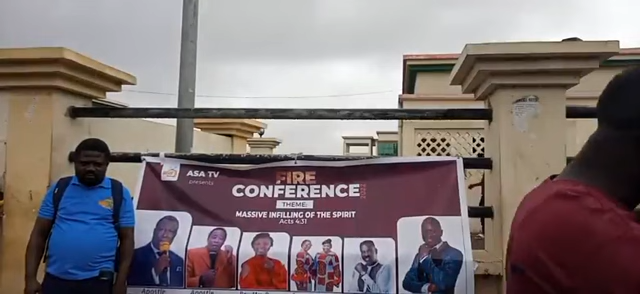 ASA TV
presents
FIRE
CONFERENCE
THEME:
MASSIVE INFILLING OF THE SPIRIT
Acts 4:31
Apostle
Apostle